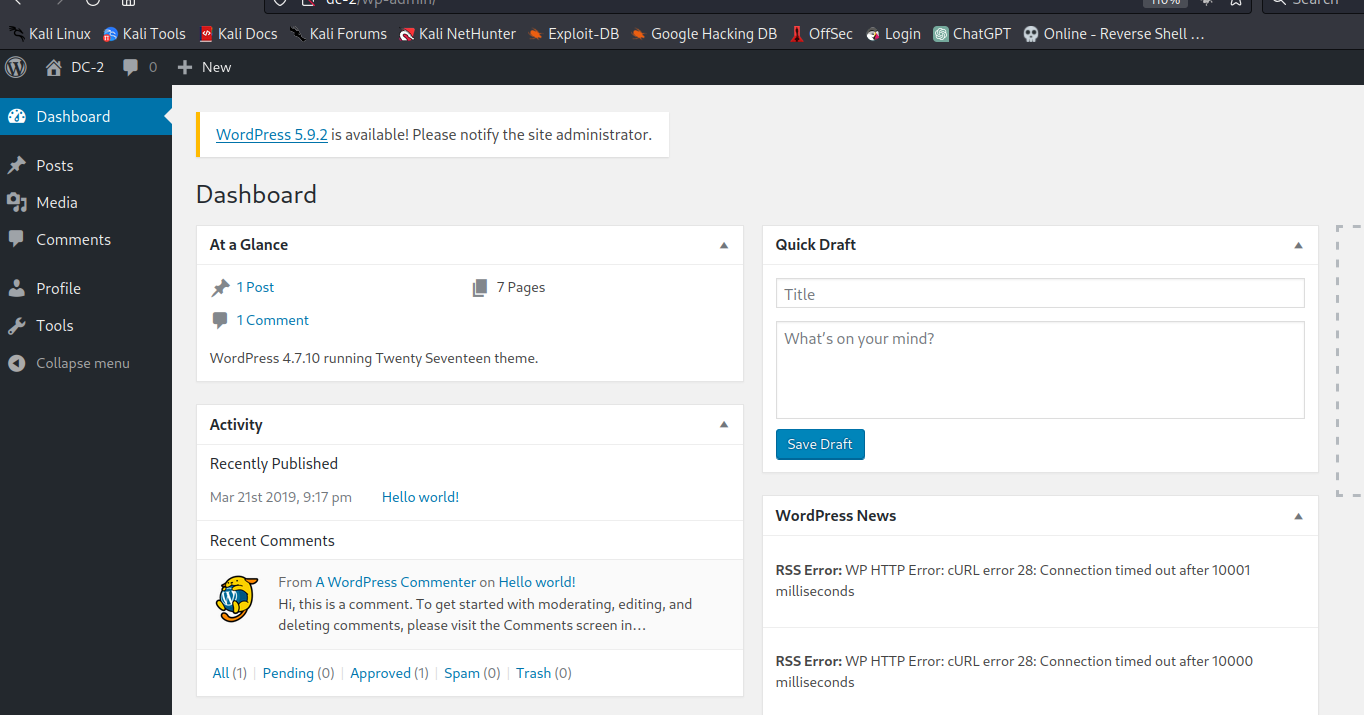 dc-2/wp-admin/
110%
Search
Kali Linux Kali Tools Kali Docs Kali Forums Kali NetHunter Exploit-DB Google Hacking DB OffSec Login ChatGPT Online - Reverse Shell …
DC-2 0 New
Dashboard
Posts
Media
Comments
Profile
Tools
Collapse menu
WordPress 5.9.2 is available! Please notify the site administrator.
Dashboard
At a Glance
1 Post
7 Pages
1 Comment
WordPress 4.7.10 running Twenty Seventeen theme.
Activity
Recently Published
Mar 21st 2019, 9:17 pm Hello world!
Recent Comments
From A WordPress Commenter on Hello world!
Hi, this is a comment. To get started with moderating, editing, and
deleting comments, please visit the Comments screen in…
All (1) | Pending (0) | Approved (1) | Spam (0) | Trash (0)
Quick Draft
Title
What's on your mind?
Save Draft
WordPress News
RSS Error: WP HTTP Error: cURL error 28: Connection timed out after 10001
milliseconds
RSS Error: WP HTTP Error: cURL error 28: Connection timed out after 10000
milliseconds